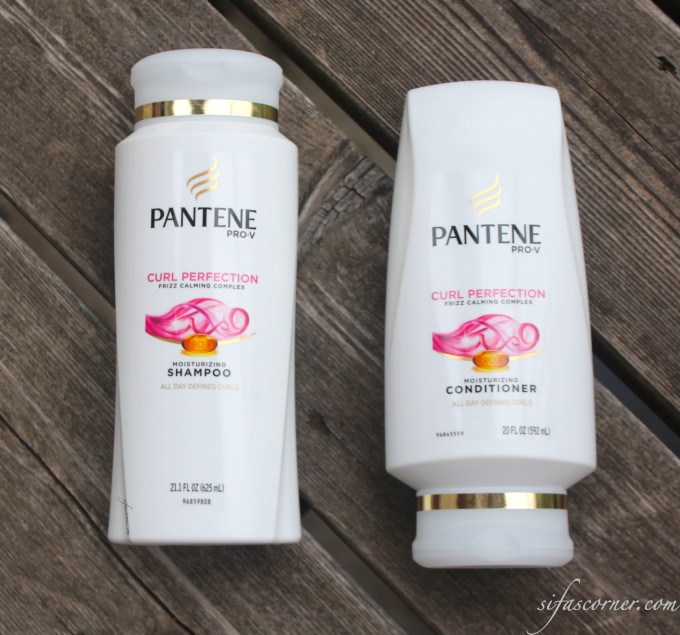 PANTENE
PRO-V
CURL PERFECTION
FRIZZ CALMING COMPLEX
MOISTURIZING
SHAMPOO
ALL DAY DEFINED CURLS
21.1 FL OZ (625 mL)
96859808
PANTENE
PRO-V
CURL PERFECTION
FRIZZ CALMING COMPLEX
MOISTURIZING
CONDITIONER
ALL DAY DEFINED CURLS
96845559 20 FL OZ (592 mL)
sifascorner.com